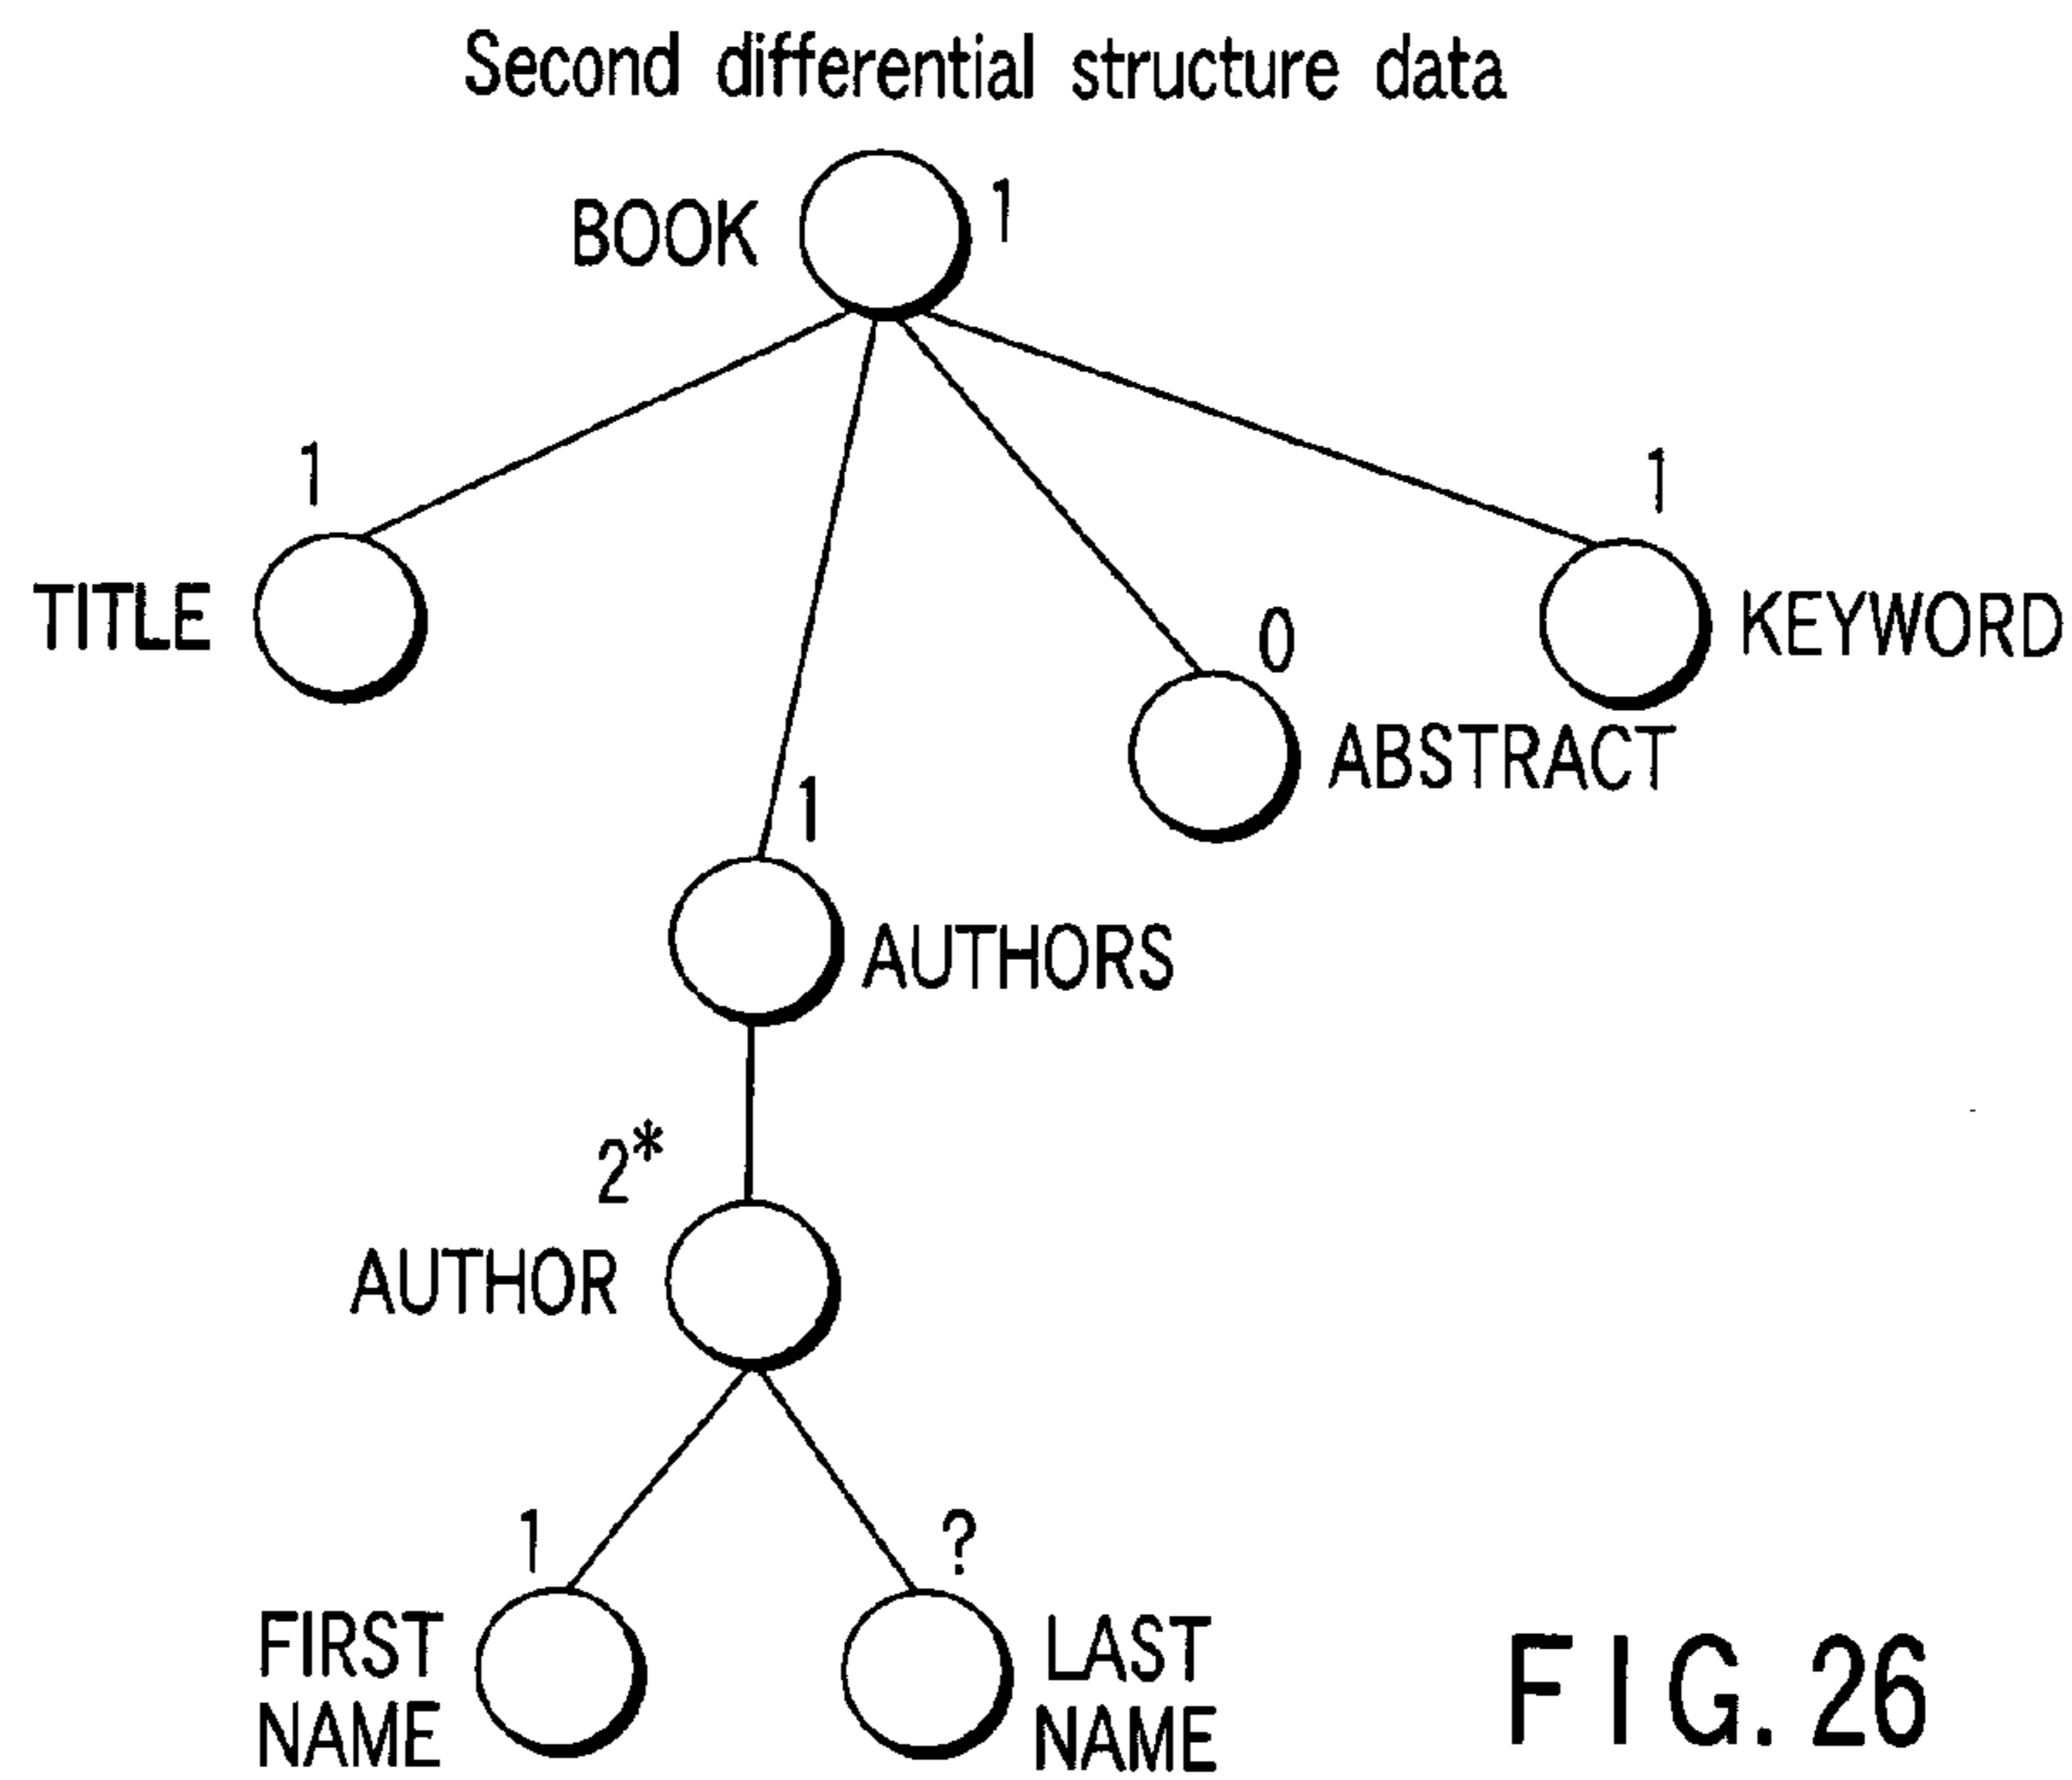 Second differential structure data
BOOK
1
1
1
TITLE
KEYWORD
0
ABSTRACT
1
AUTHORS
2*
AUTHOR
1
?
FIRST
NAME
LAST
NAME
FIG. 26